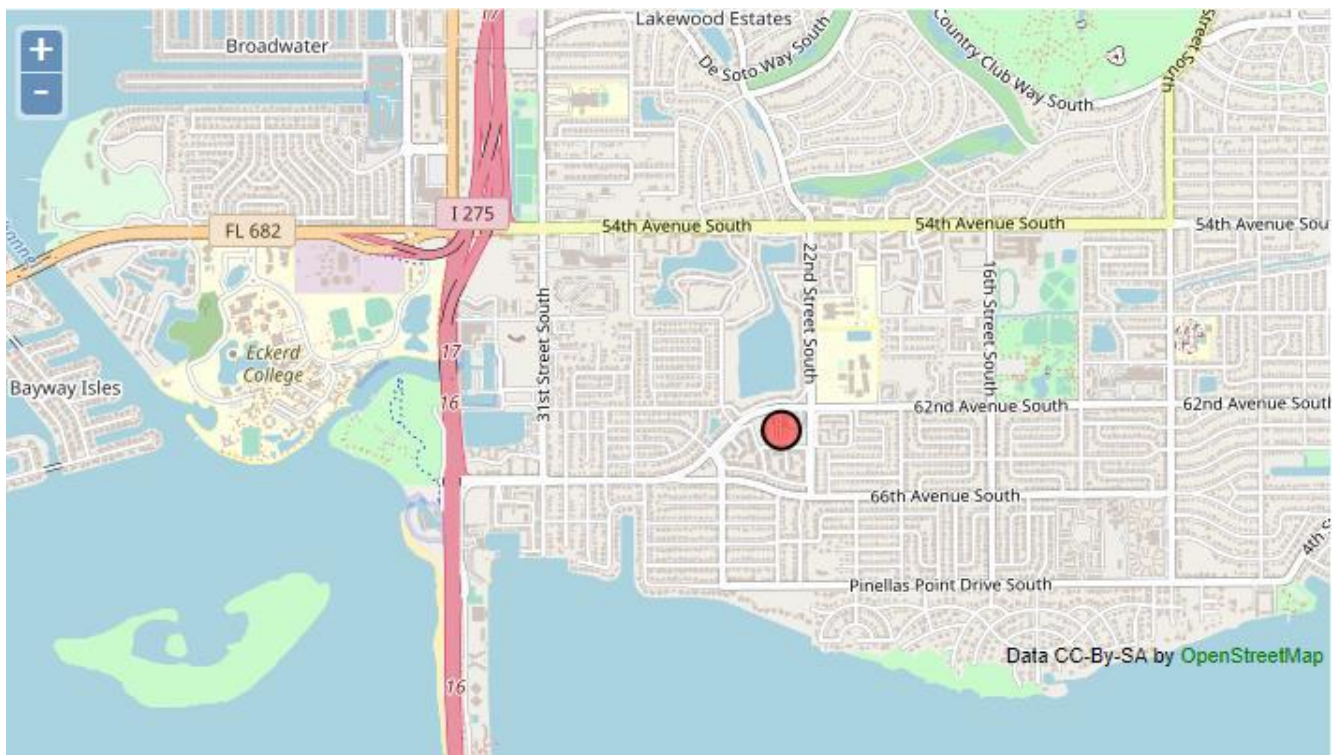 17
Lakewood Estates
+
Broadwater
De Soto Way South
Country Club Way South
Street South
-
I 275
FL 682
54th Avenue South
54th Avenue South
54th Avenue Sou
22nd Street South
16th Street South
31st Street South
Eckerd
College
17
Bayway Isles
16
62nd Avenue South
62nd Avenue South
66th Avenue South
Pinellas Point Drive South
Data CC-By-SA by OpenStreetMap
16